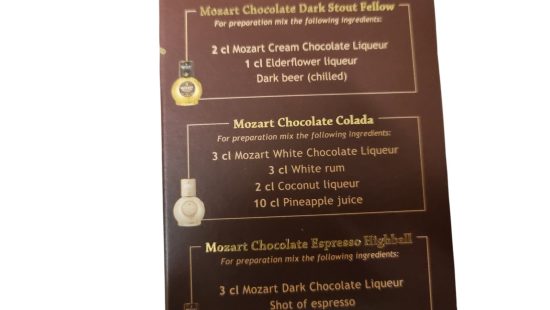 Mozart Chocolate Dark Stout Fellow
For preparation mix the following ingredients:
2 cl Mozart Cream Chocolate Liqueur
1 cl Elderflower liqueur
Dark beer (chilled)
Mozart Chocolate Colada
For preparation mix the following ingredients:
3 cl Mozart White Chocolate Liqueur
3 cl White rum
2 cl Coconut liqueur
10 cl Pineapple juice
Mozart Chocolate Espresso Highball
For preparation mix the following ingredients:
3 cl Mozart Dark Chocolate Liqueur
Shot of espresso